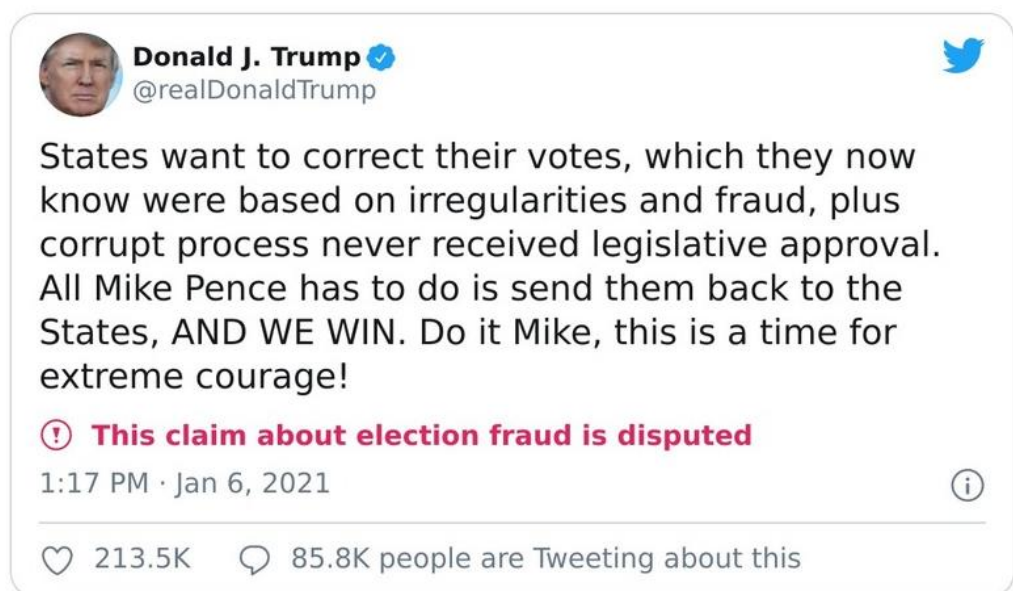 Donald J. Trump
@realDonaldTrump
States want to correct their votes, which they now
know were based on irregularities and fraud, plus
corrupt process never received legislative approval.
All Mike Pence has to do is send them back to the
States, AND WE WIN. Do it Mike, this is a time for
extreme courage!
This claim about election fraud is disputed
1:17 PM · Jan 6, 2021
213.5K 85.8K people are Tweeting about this